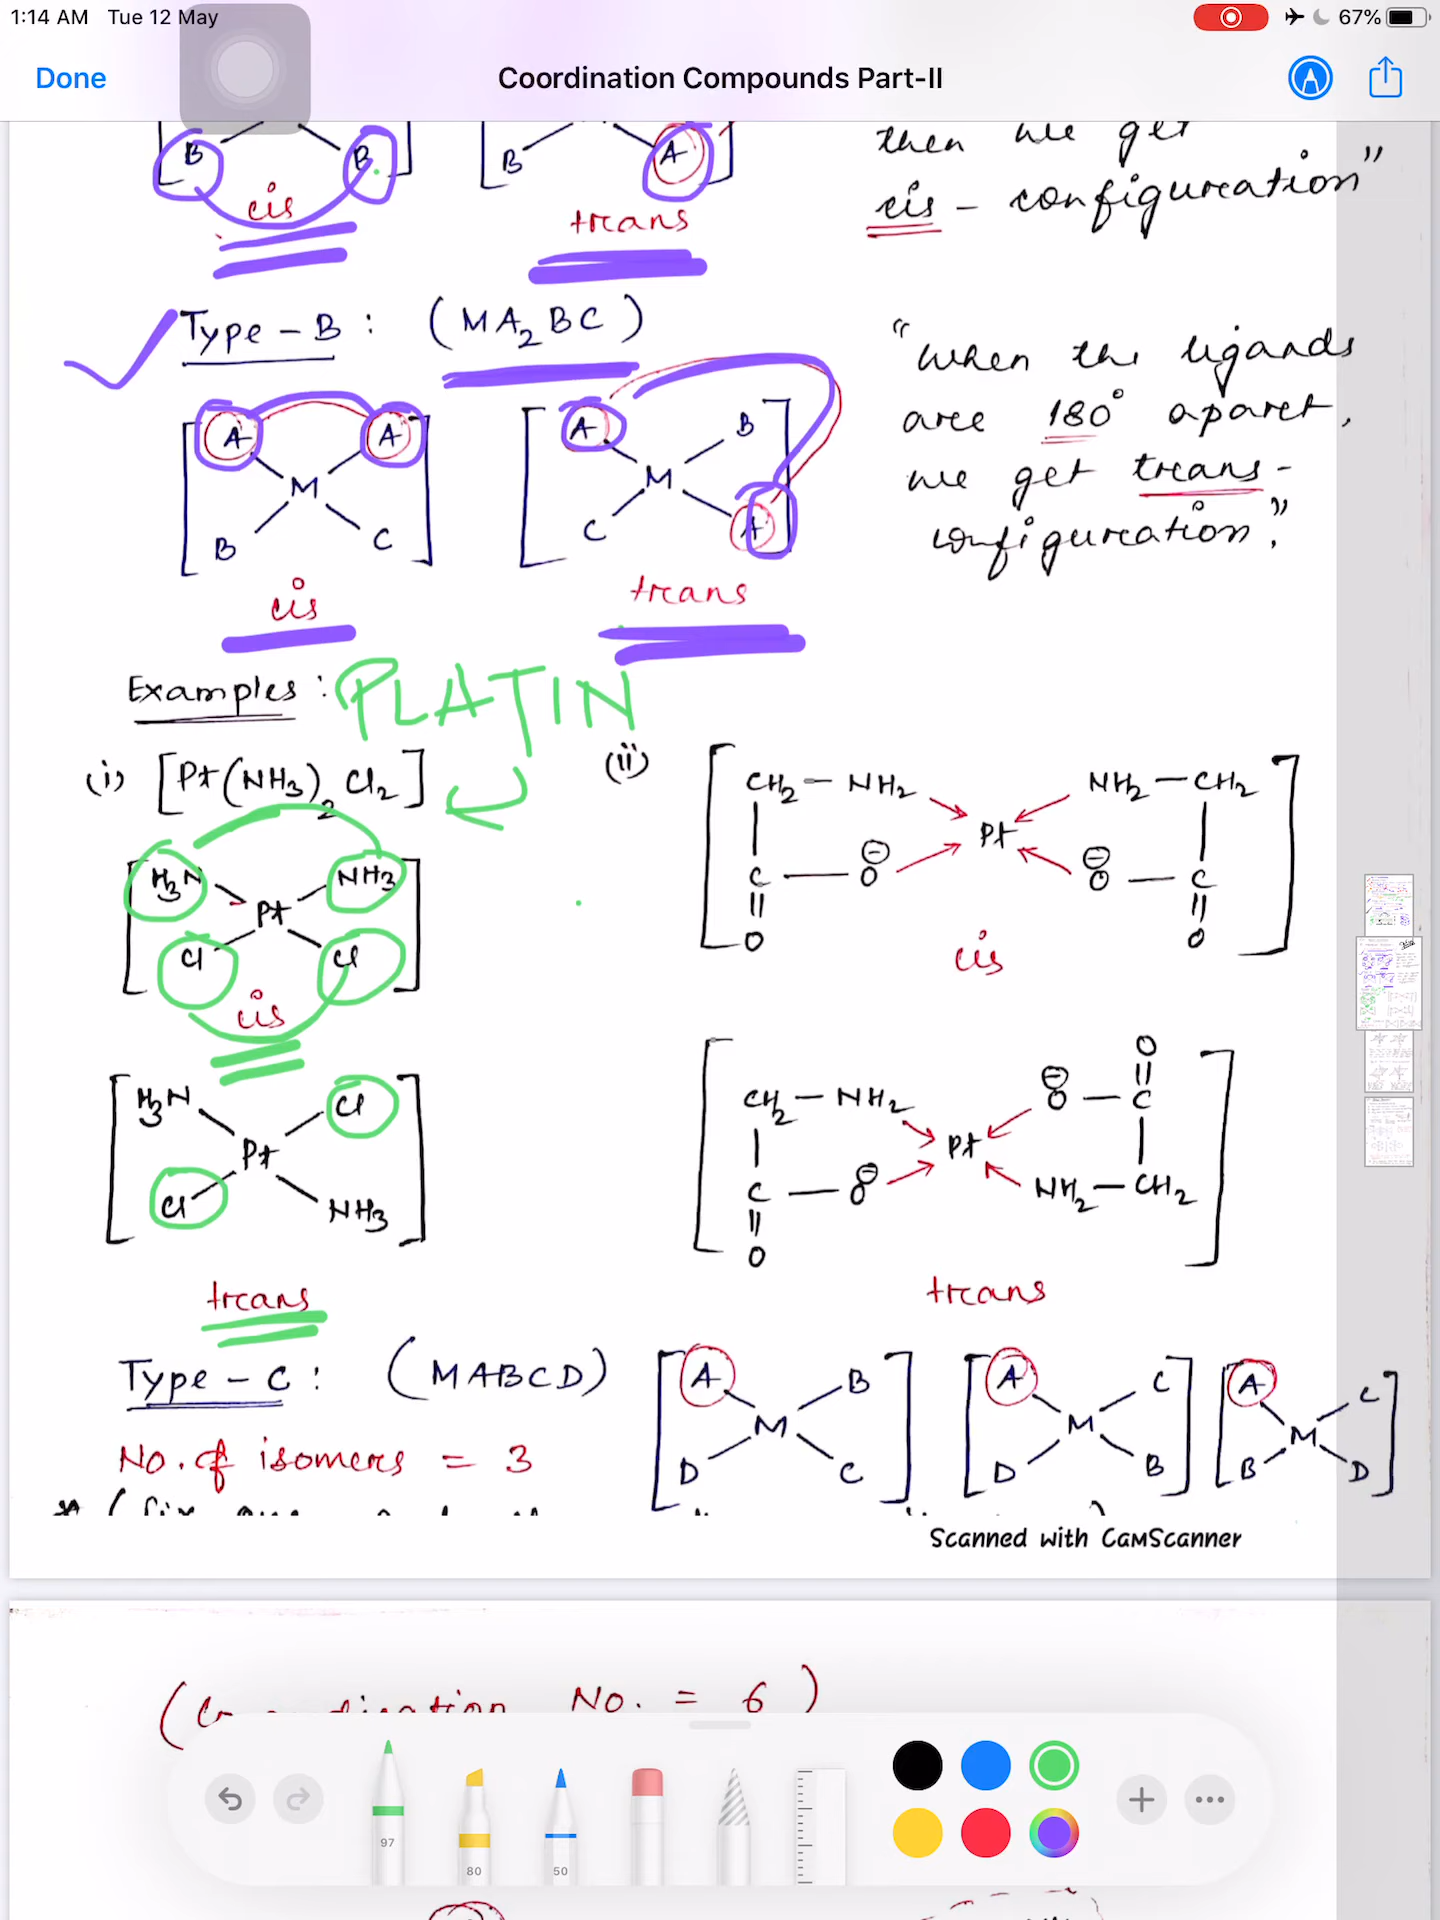 1:14 AM Tue 12 May
67%
Done
Coordination Compounds Part-II
then we get
cis - configuration"
B B
cis
B A
trans
Type - B : (MA₂BC)
A A
M
B C
cis
A B
M
C A
trans
"when the ligands
are 180° apart,
we get trans-
configuration".
Examples : PLATIN
(i) [Pt(NH₃)₂Cl₂]
H₃N NH₃
Pt
Cl Cl
cis
H₃N Cl
Pt
Cl NH₃
trans
(ii)
CH₂ — NH₂ NH₂ — CH₂
Pt
C — O⊖ ⊖O — C
O O
cis
O
CH₂ — NH₂ ⊖O — C
Pt
C — O⊖ NH₂ — CH₂
O
trans
Type - C : (MABCD)
No. of isomers = 3
A B
M
D C
A C
M
D B
A C
M
B D
Scanned with CamScanner
No. = 6 )
97
80
50